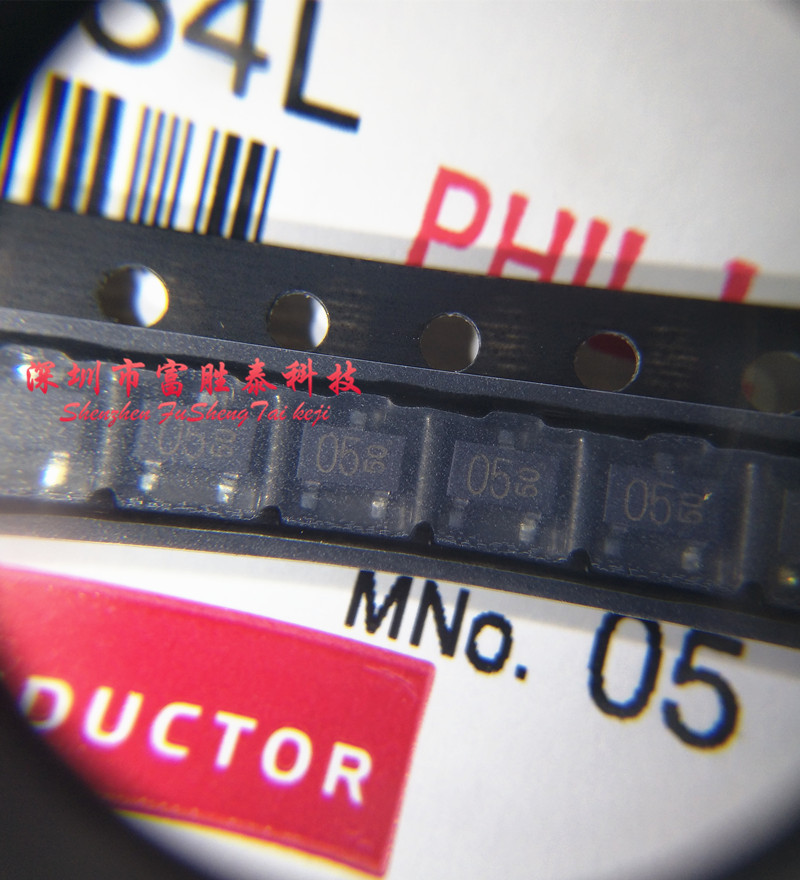 34L
PHIL
深圳市富胜泰科技
Shenzhen FuShengTai keji
05
05
05
05
MNo. 05
DUCTOR